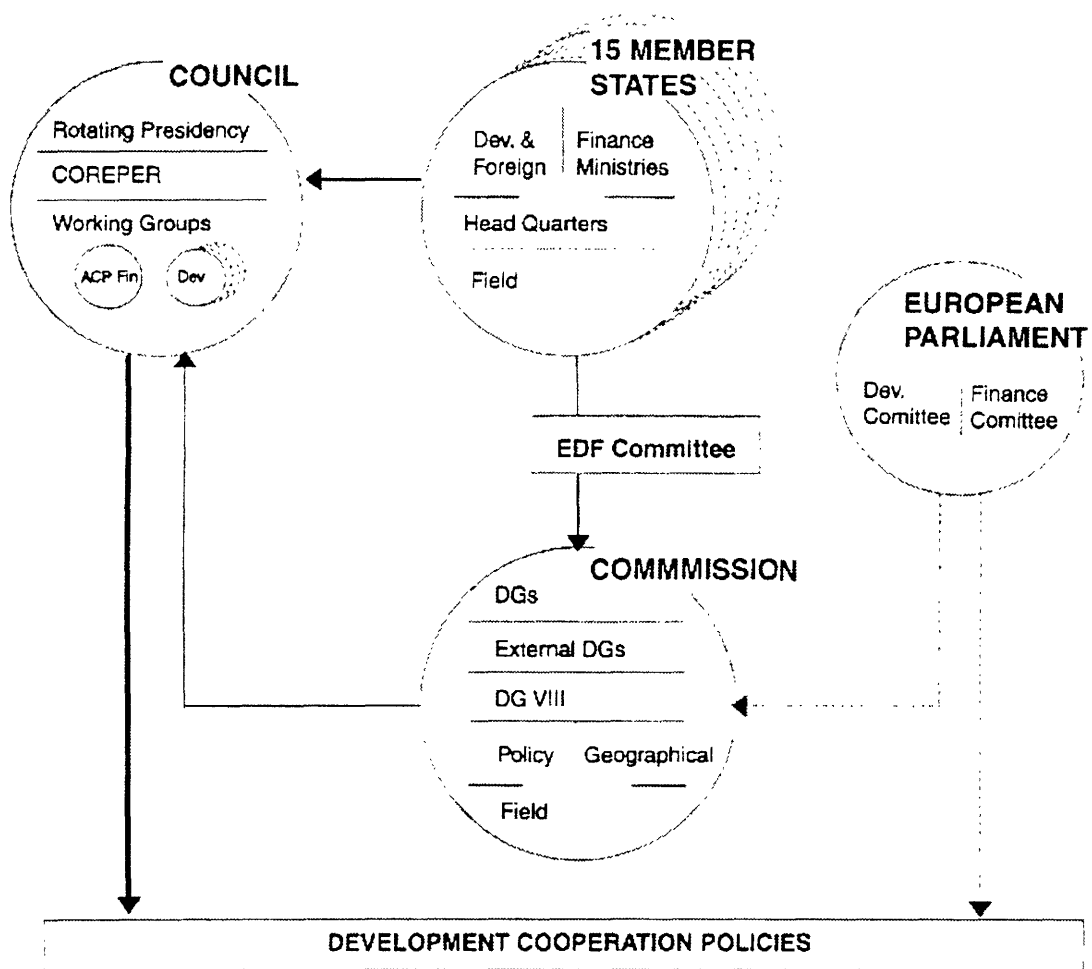 COUNCIL
Rotating Presidency
COREPER
Working Groups
ACP Fin
Dev
15 MEMBER
STATES
Dev. &
Foreign
Finance
Ministries
Head Quarters
Field
EUROPEAN
PARLIAMENT
Dev.
Comittee
Finance
Comittee
EDF Committee
COMMMISSION
DGs
External DGs
DG VIII
Policy
Geographical
Field
DEVELOPMENT COOPERATION POLICIES